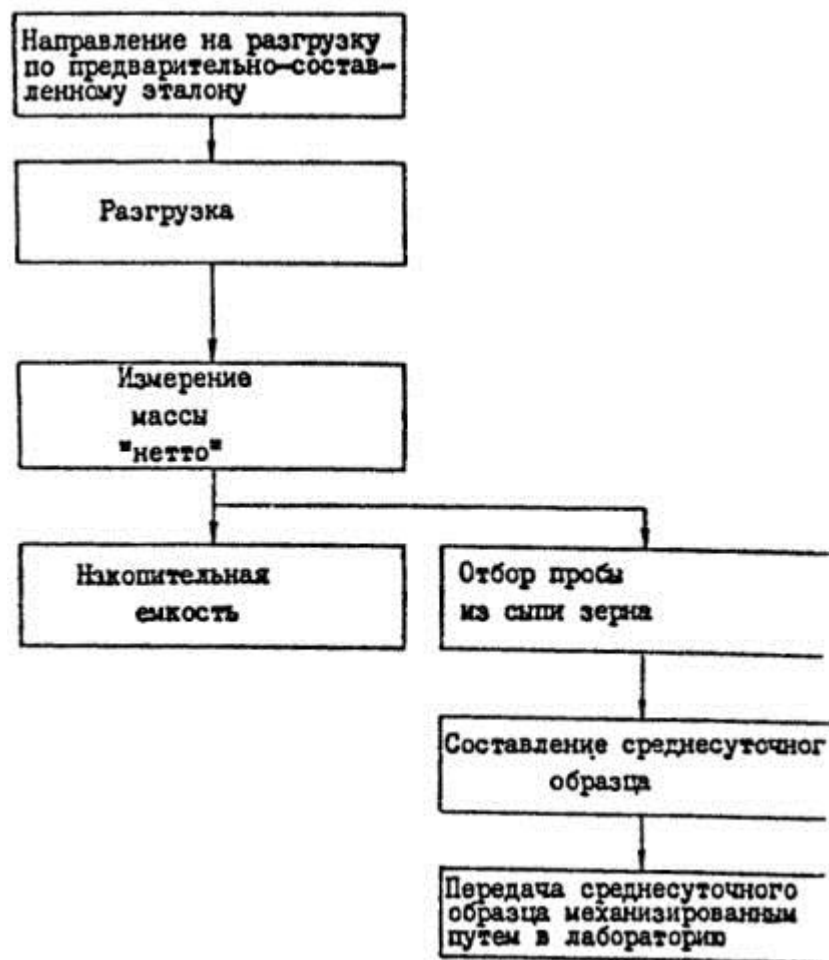 Направление на разгрузку
по предварительно-состав-
ленному эталону
Разгрузка
Измерение
массы
"нетто"
Накопительная
емкость
Отбор пробы
из сыпи зерна
Составление среднесуточног
образца
Передача среднесуточного
образца механизированным
путем в лабораторию